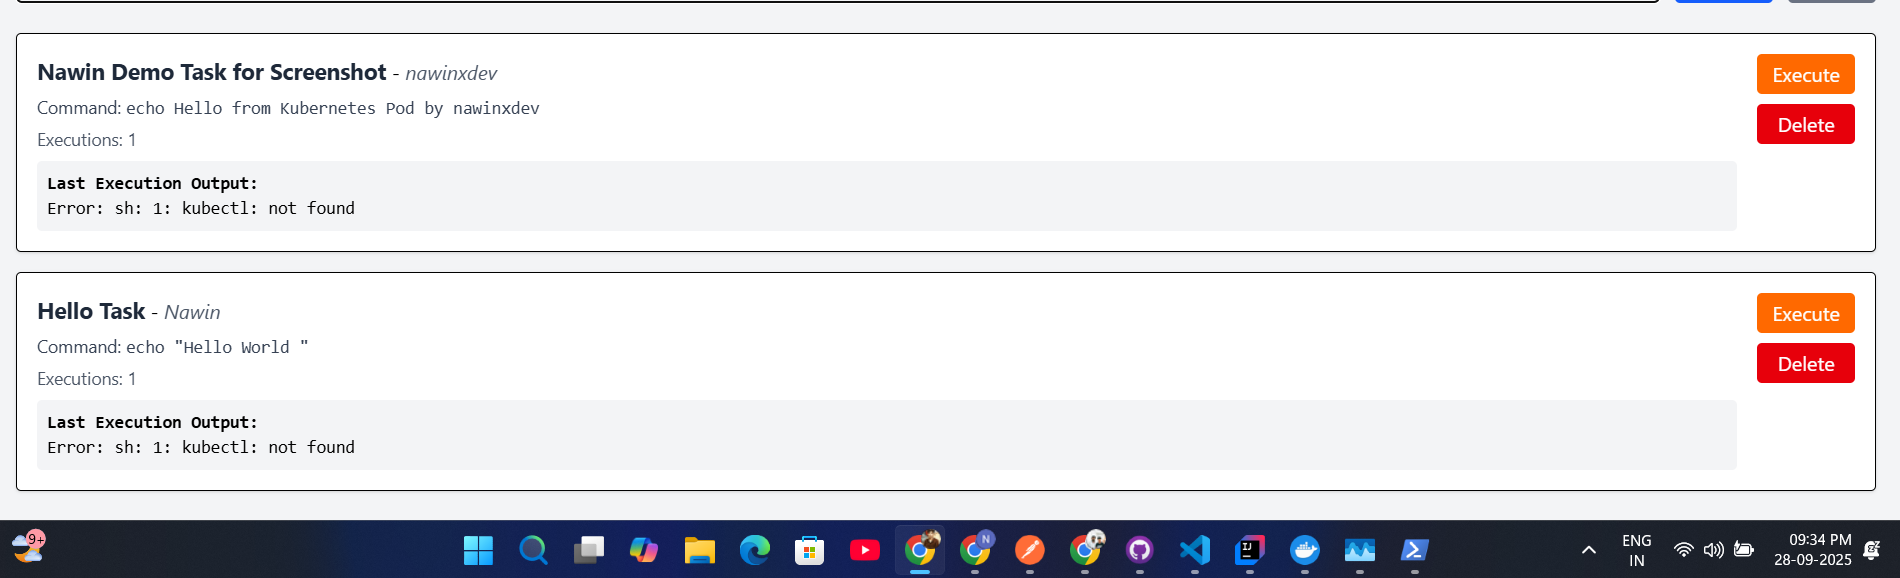 Nawin Demo Task for Screenshot - nawinxdev
Execute
Command: echo Hello from Kubernetes Pod by nawinxdev
Delete
Executions: 1
Last Execution Output:
Error: sh: 1: kubectl: not found
Hello Task - Nawin
Execute
Command: echo "Hello World "
Delete
Executions: 1
Last Execution Output:
Error: sh: 1: kubectl: not found
9+
N
IJ
ENG
IN
09:34 PM
28-09-2025